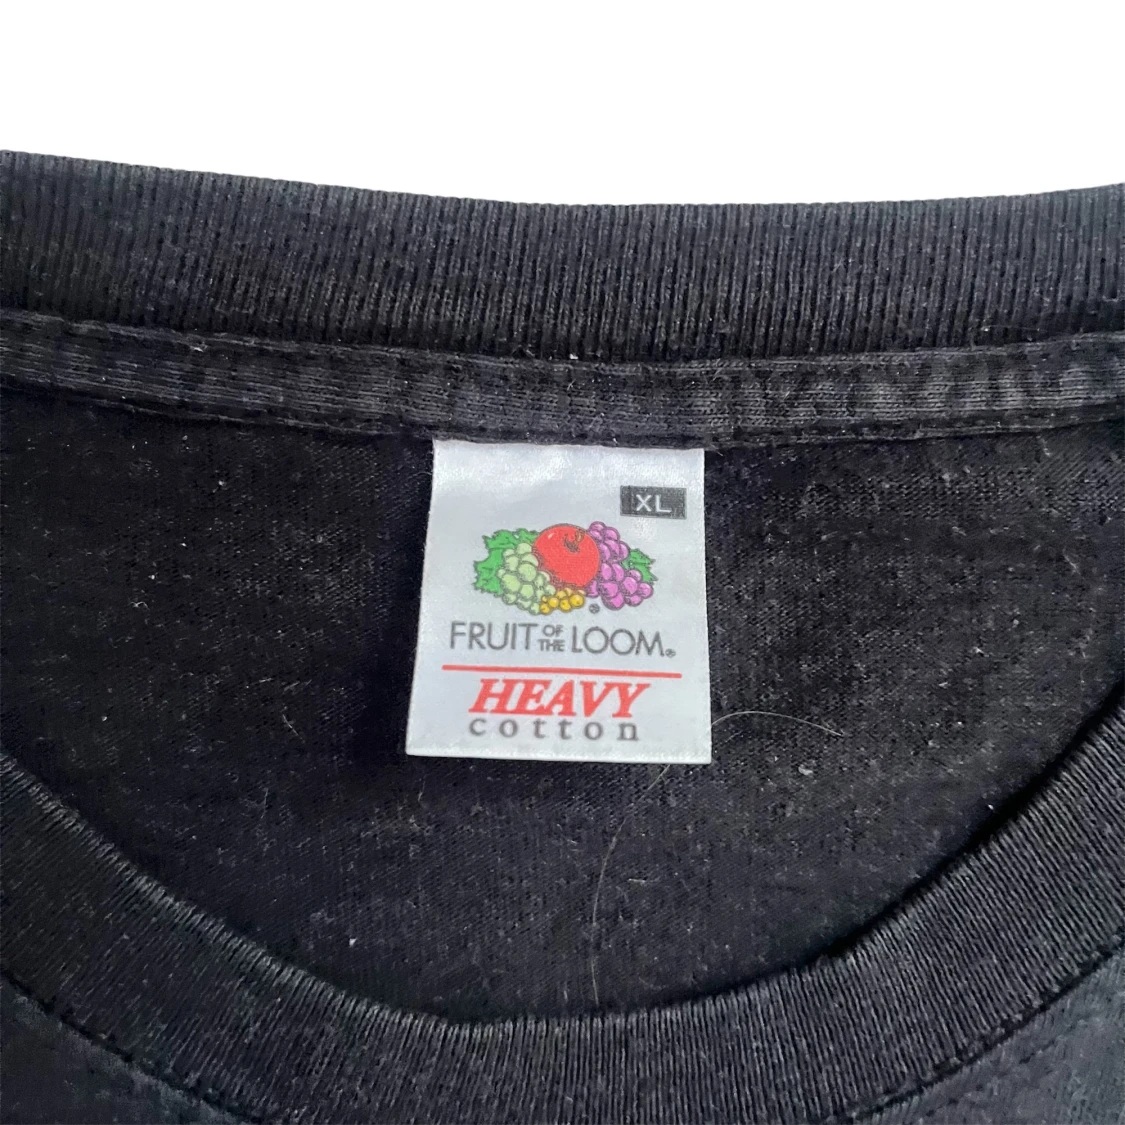 XL
FRUIT OF THE LOOM®
HEAVY
cotton